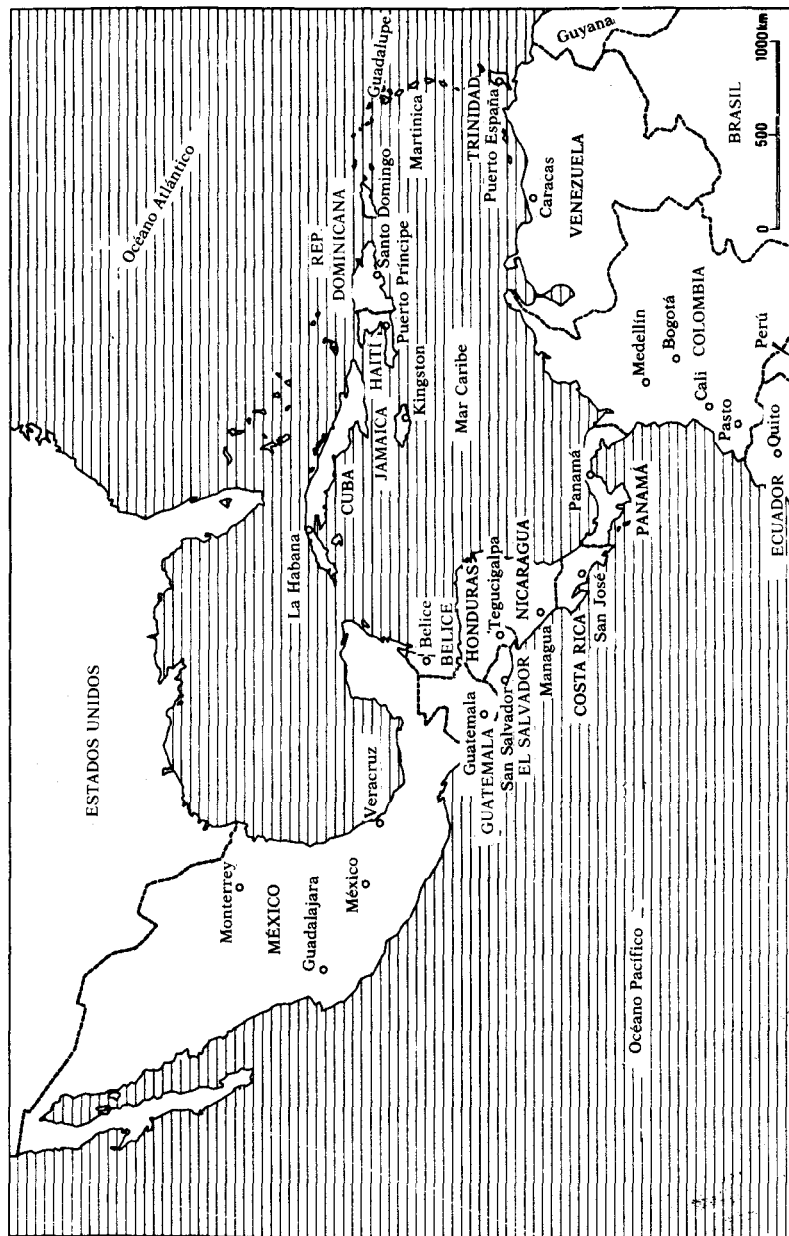 ESTADOS UNIDOS
Océano Atlántico
Monterrey
MÉXICO
Guadalajara
México
Veracruz
La Habana
CUBA
REP.
DOMINICANA
Santo Domingo
Guadalupe
HAITÍ
Puerto Príncipe
JAMAICA
Kingston
Martinica
Belice
BELICE
Mar Caribe
HONDURAS
Tegucigalpa
Guatemala
GUATEMALA
San Salvador
EL SALVADOR
NICARAGUA
Managua
TRINIDAD
Puerto España
Caracas
VENEZUELA
Guyana
COSTA RICA
San José
Panamá
PANAMÁ
Océano Pacífico
Medellín
Bogotá
COLOMBIA
Cali
Pasto
Perú
Quito
ECUADOR
BRASIL
0 500 1000km